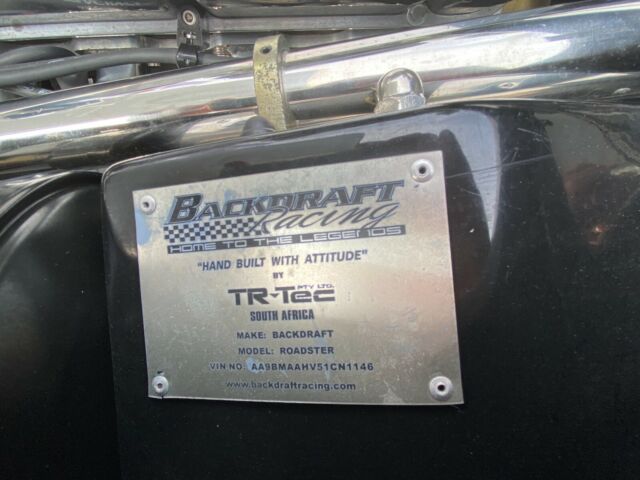 BACKDRAFT
Racing
HOME TO THE LEGENDS
"HAND BUILT WITH ATTITUDE"
BY
TR-Tec PTY LTD.
SOUTH AFRICA
MAKE: BACKDRAFT
MODEL: ROADSTER
VIN NO: AA9BMAAHV51CN1146
www.backdraftracing.com